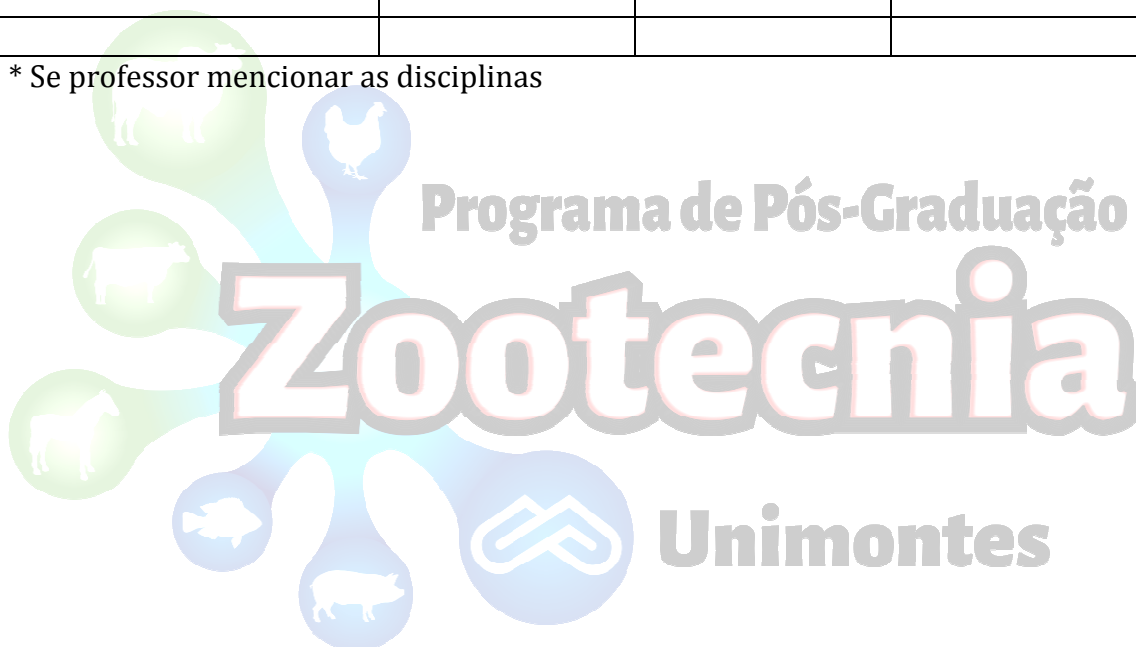 * Se professor mencionar as disciplinas
Programa de Pós-Graduação
Zootecnia
Unimontes